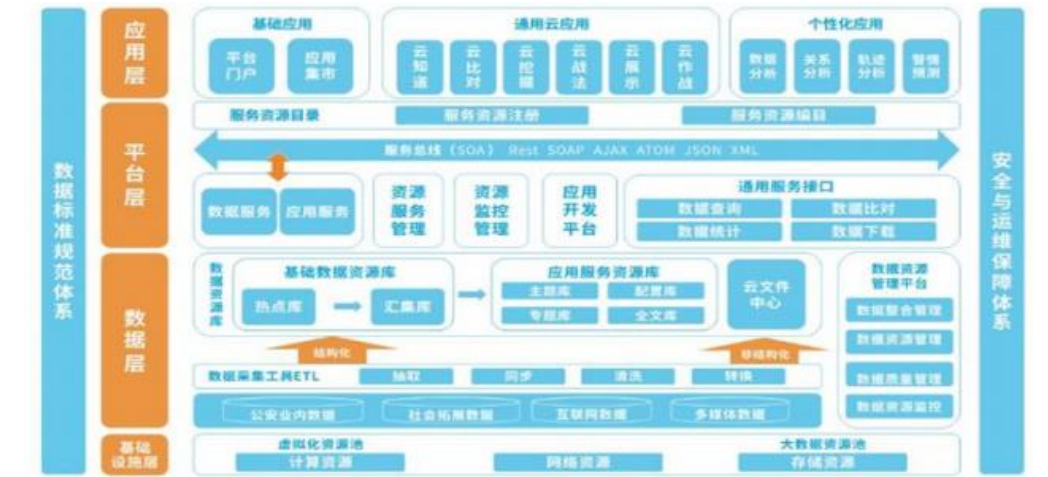 数据标准规范体系
应用层
基础应用
平台门户
应用集市
通用云应用
云知道
云比对
云挖掘
云战法
云展示
云作战
个性化应用
数据分析
关系分析
轨迹分析
警情预测
平台层
服务资源目录
服务资源注册
服务资源编目
服务总线（SOA） Rest SOAP AJAX ATOM JSON XML
数据服务
应用服务
资源服务管理
资源监控管理
应用开发平台
通用服务接口
数据查询
数据比对
数据统计
数据下载
数据层
数据资源库
基础数据资源库
热点库
汇集库
应用服务资源库
主题库
配置库
专题库
全文库
云文件中心
数据资源管理平台
数据整合管理
数据资源管理
数据质量管理
数据资源监控
结构化
非结构化
数据采集工具ETL
抽取
同步
清洗
转换
公安业内数据
社会拓展数据
互联网数据
多媒体数据
基础设施层
虚拟化资源池
大数据资源池
计算资源
网络资源
存储资源
安全与运维保障体系